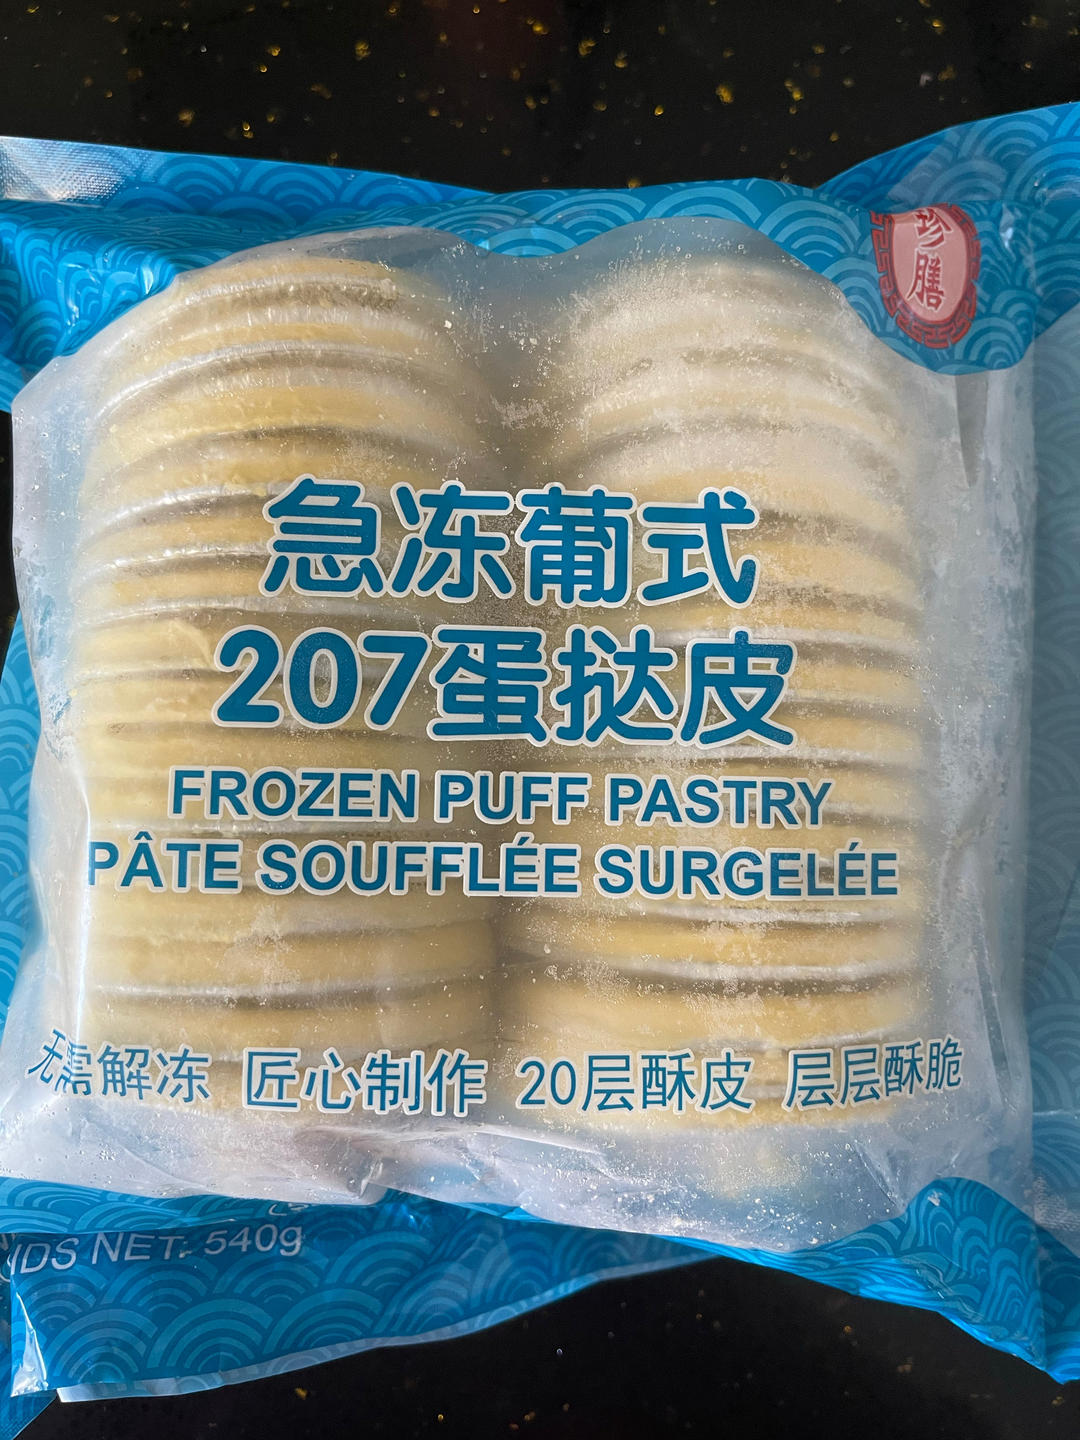 珍膳
急冻葡式
207蛋挞皮
FROZEN PUFF PASTRY
PÂTE SOUFFLÉE SURGELÉE
无需解冻 匠心制作 20层酥皮 层层酥脆
NET: 540g